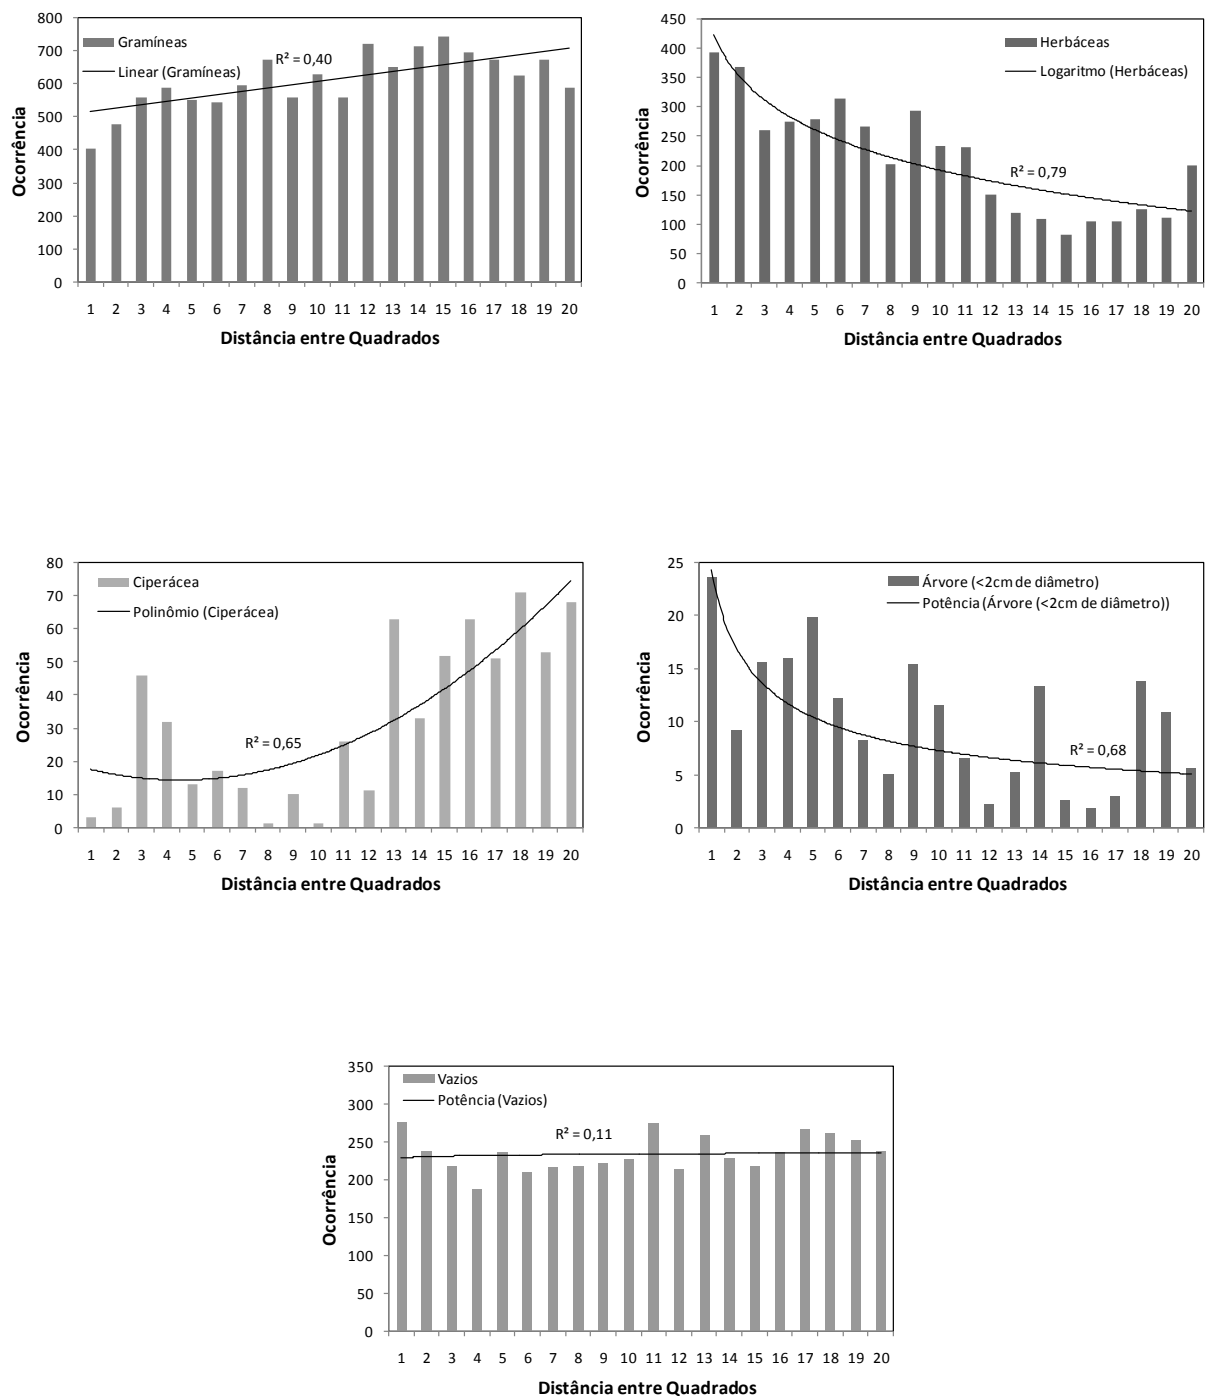 800
700
600
500
400
300
200
100
0
Ocorrência
Gramíneas
Linear (Gramíneas)
R² = 0,40
1 2 3 4 5 6 7 8 9 10 11 12 13 14 15 16 17 18 19 20
Distância entre Quadrados
450
400
350
300
250
200
150
100
50
0
Ocorrência
Herbáceas
Logaritmo (Herbáceas)
R² = 0,79
1 2 3 4 5 6 7 8 9 10 11 12 13 14 15 16 17 18 19 20
Distância entre Quadrados
80
70
60
50
40
30
20
10
0
Ocorrência
Ciperácea
Polinômio (Ciperácea)
R² = 0,65
1 2 3 4 5 6 7 8 9 10 11 12 13 14 15 16 17 18 19 20
Distância entre Quadrados
25
20
15
10
5
0
Ocorrência
Árvore (<2cm de diâmetro)
Potência (Árvore (<2cm de diâmetro))
R² = 0,68
1 2 3 4 5 6 7 8 9 10 11 12 13 14 15 16 17 18 19 20
Distância entre Quadrados
350
300
250
200
150
100
50
0
Ocorrência
Vazios
Potência (Vazios)
R² = 0,11
1 2 3 4 5 6 7 8 9 10 11 12 13 14 15 16 17 18 19 20
Distância entre Quadrados